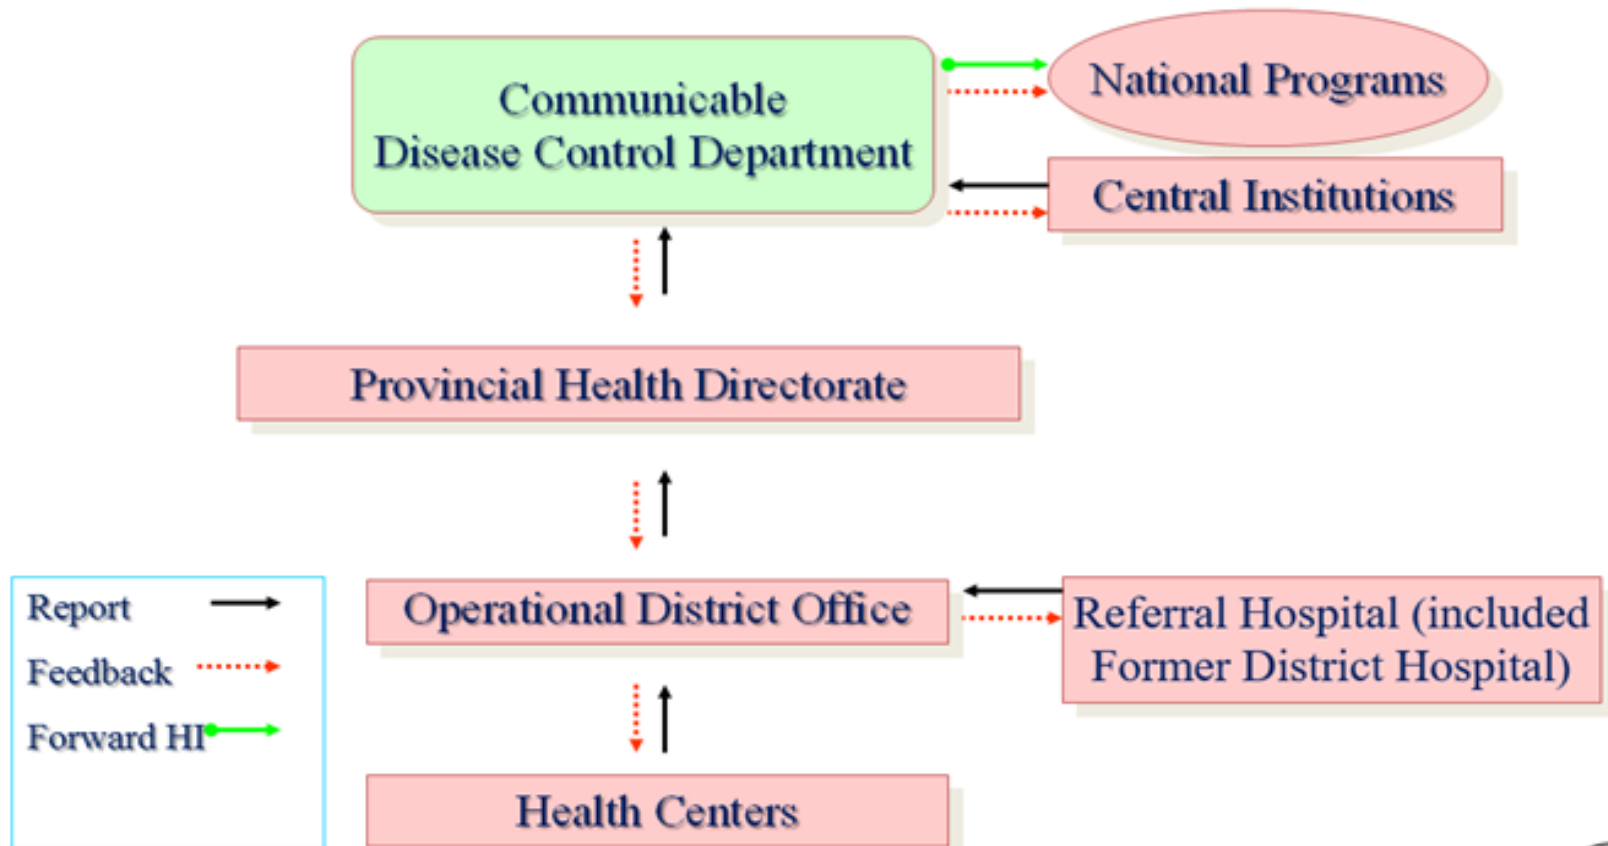 Communicable
Disease Control Department
National Programs
Central Institutions
Provincial Health Directorate
Report
Feedback
Forward HI
Operational District Office
Referral Hospital (included
Former District Hospital)
Health Centers